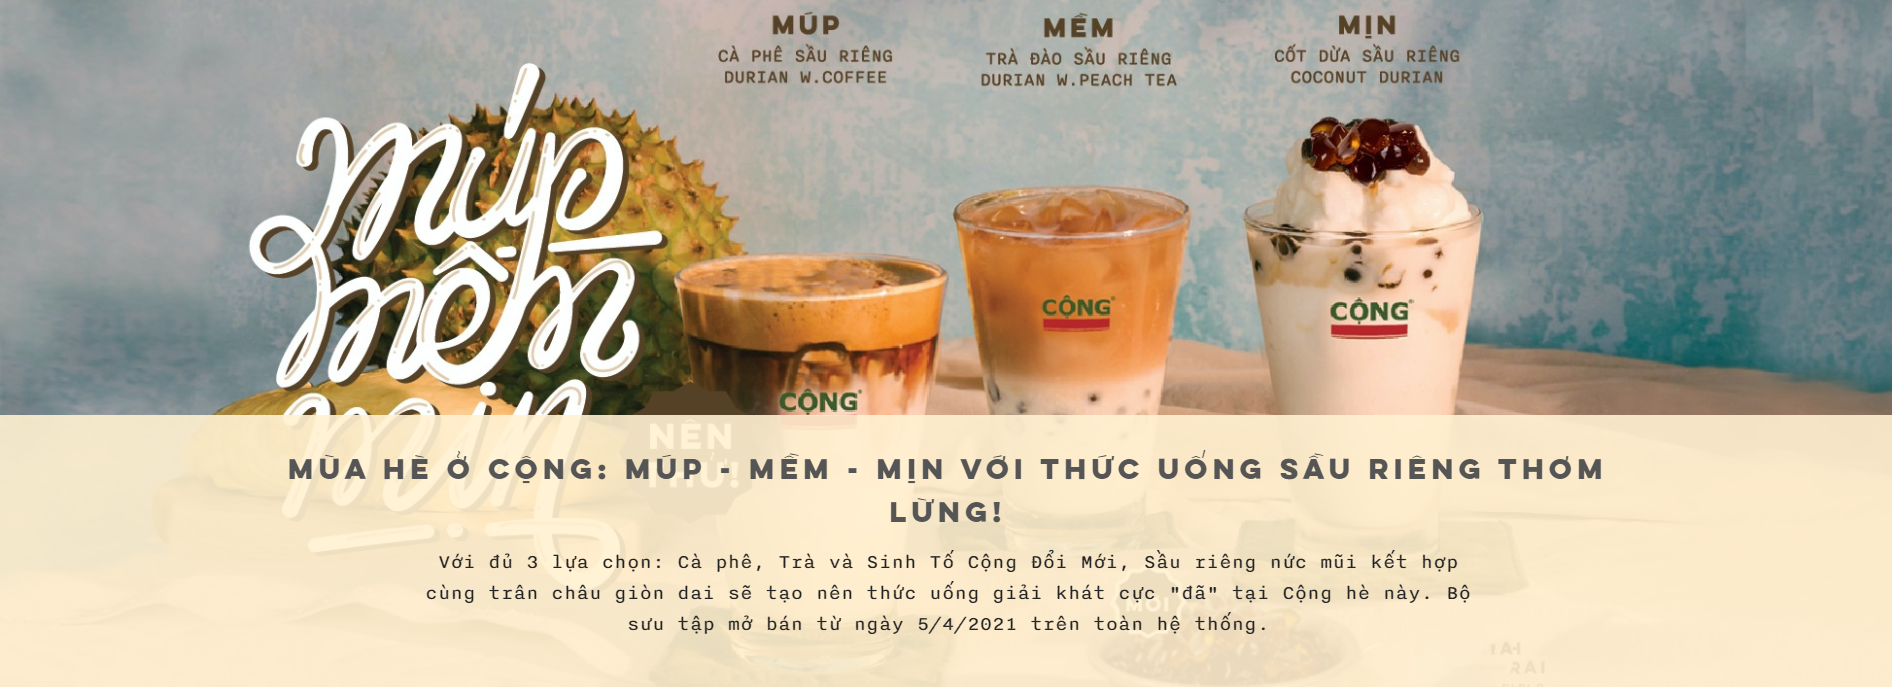 MÚP
CÀ PHÊ SẦU RIÊNG
DURIAN W.COFFEE
MỀM
TRÀ ĐÀO SẦU RIÊNG
DURIAN W.PEACH TEA
MỊN
CỐT DỪA SẦU RIÊNG
COCONUT DURIAN
múp
mềm
mịn
CỘNG
CỘNG
CỘNG
NÊN
THỬ!
MÙA HÈ Ở CỘNG: MÚP - MỀM - MỊN VỚI THỨC UỐNG SẦU RIÊNG THƠM
LỪNG!
Với đủ 3 lựa chọn: Cà phê, Trà và Sinh Tố Cộng Đổi Mới, Sầu riêng nức mũi kết hợp
cùng trân châu giòn dai sẽ tạo nên thức uống giải khát cực "đã" tại Cộng hè này. Bộ
sưu tập mở bán từ ngày 5/4/2021 trên toàn hệ thống.
MỚI